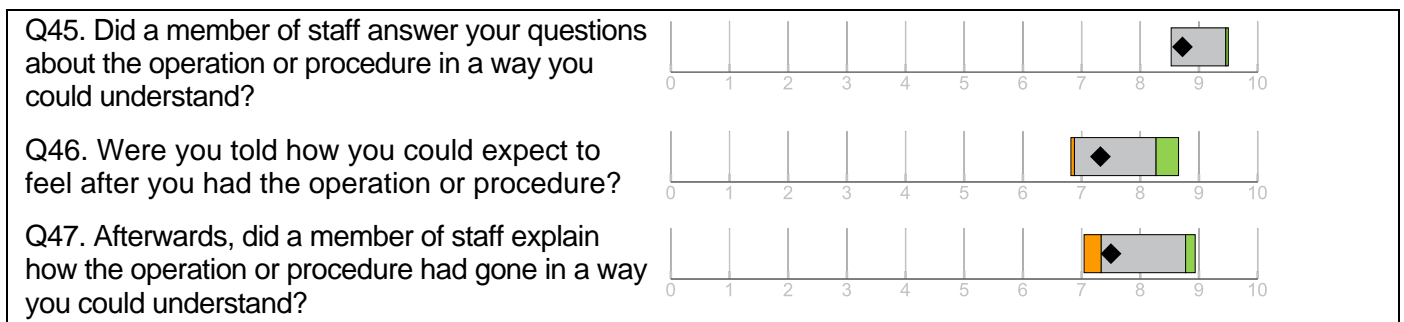 Q45. Did a member of staff answer your questions
about the operation or procedure in a way you
could understand?
0 1 2 3 4 5 6 7 8 9 10
Q46. Were you told how you could expect to
feel after you had the operation or procedure?
0 1 2 3 4 5 6 7 8 9 10
Q47. Afterwards, did a member of staff explain
how the operation or procedure had gone in a way
you could understand?
0 1 2 3 4 5 6 7 8 9 10